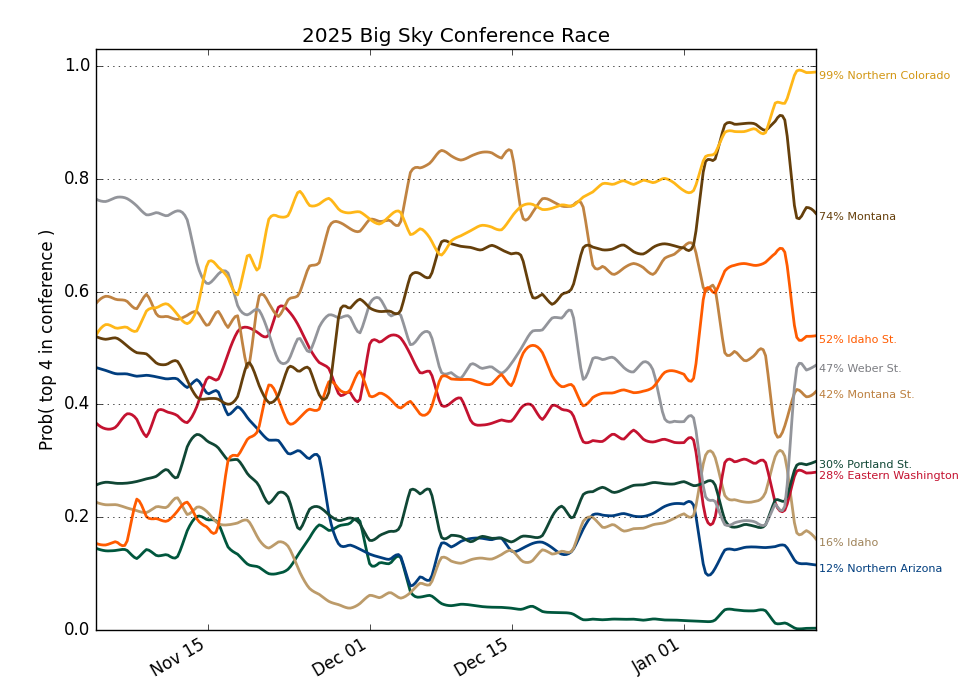 2025 Big Sky Conference Race
Prob( top 4 in conference )
1.0
0.8
0.6
0.4
0.2
0.0
Nov 15
Dec 01
Dec 15
Jan 01
99% Northern Colorado
74% Montana
52% Idaho St.
47% Weber St.
42% Montana St.
30% Portland St.
28% Eastern Washington
16% Idaho
12% Northern Arizona